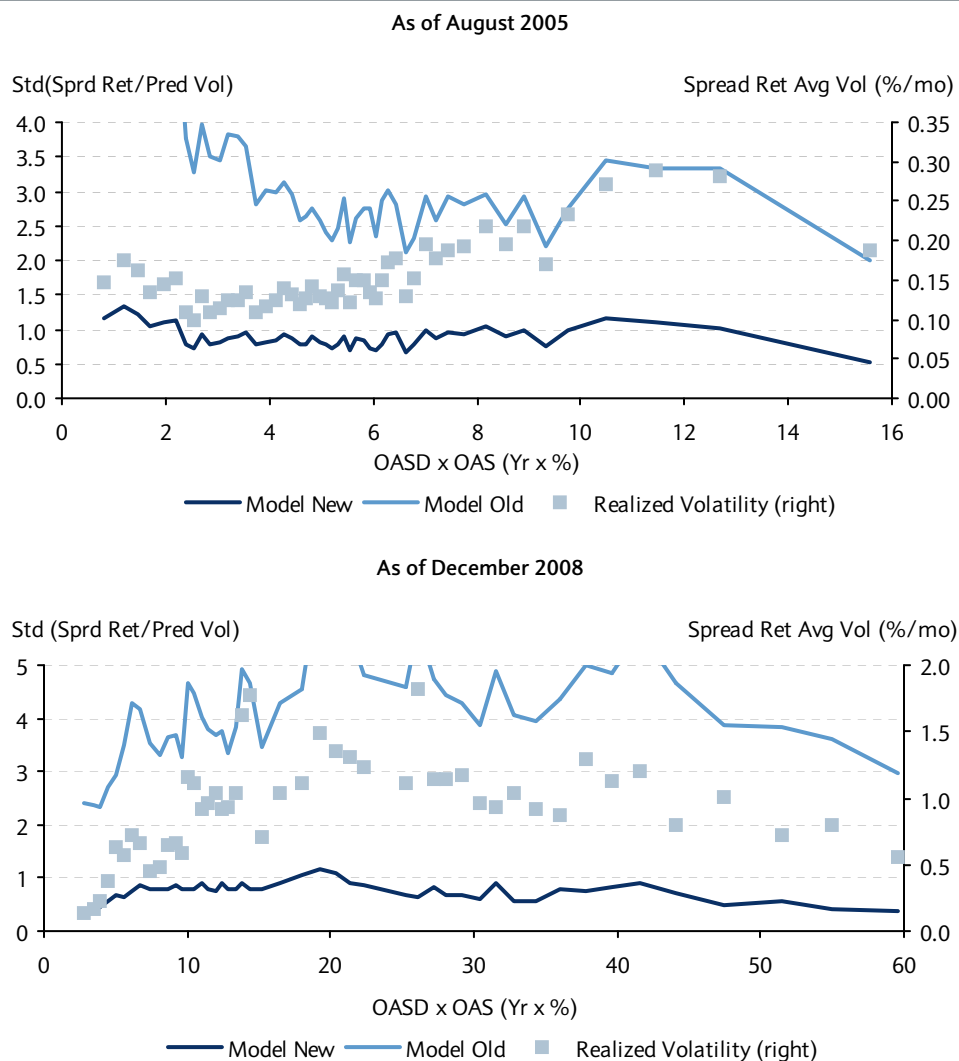 As of August 2005
Std(Sprd Ret/Pred Vol) Spread Ret Avg Vol (%/mo)
4.0 0.35
3.5 0.30
3.0 0.25
2.5 0.20
2.0 0.15
1.5 0.10
1.0 0.05
0.5 0.00
0.0
0 2 4 6 8 10 12 14 16
OASD x OAS (Yr x %)
Model New Model Old Realized Volatility (right)
As of December 2008
Std (Sprd Ret/Pred Vol) Spread Ret Avg Vol (%/mo)
5 2.0
4 1.5
3 1.0
2 0.5
1 0.0
0
0 10 20 30 40 50 60
OASD x OAS (Yr x %)
Model New Model Old Realized Volatility (right)